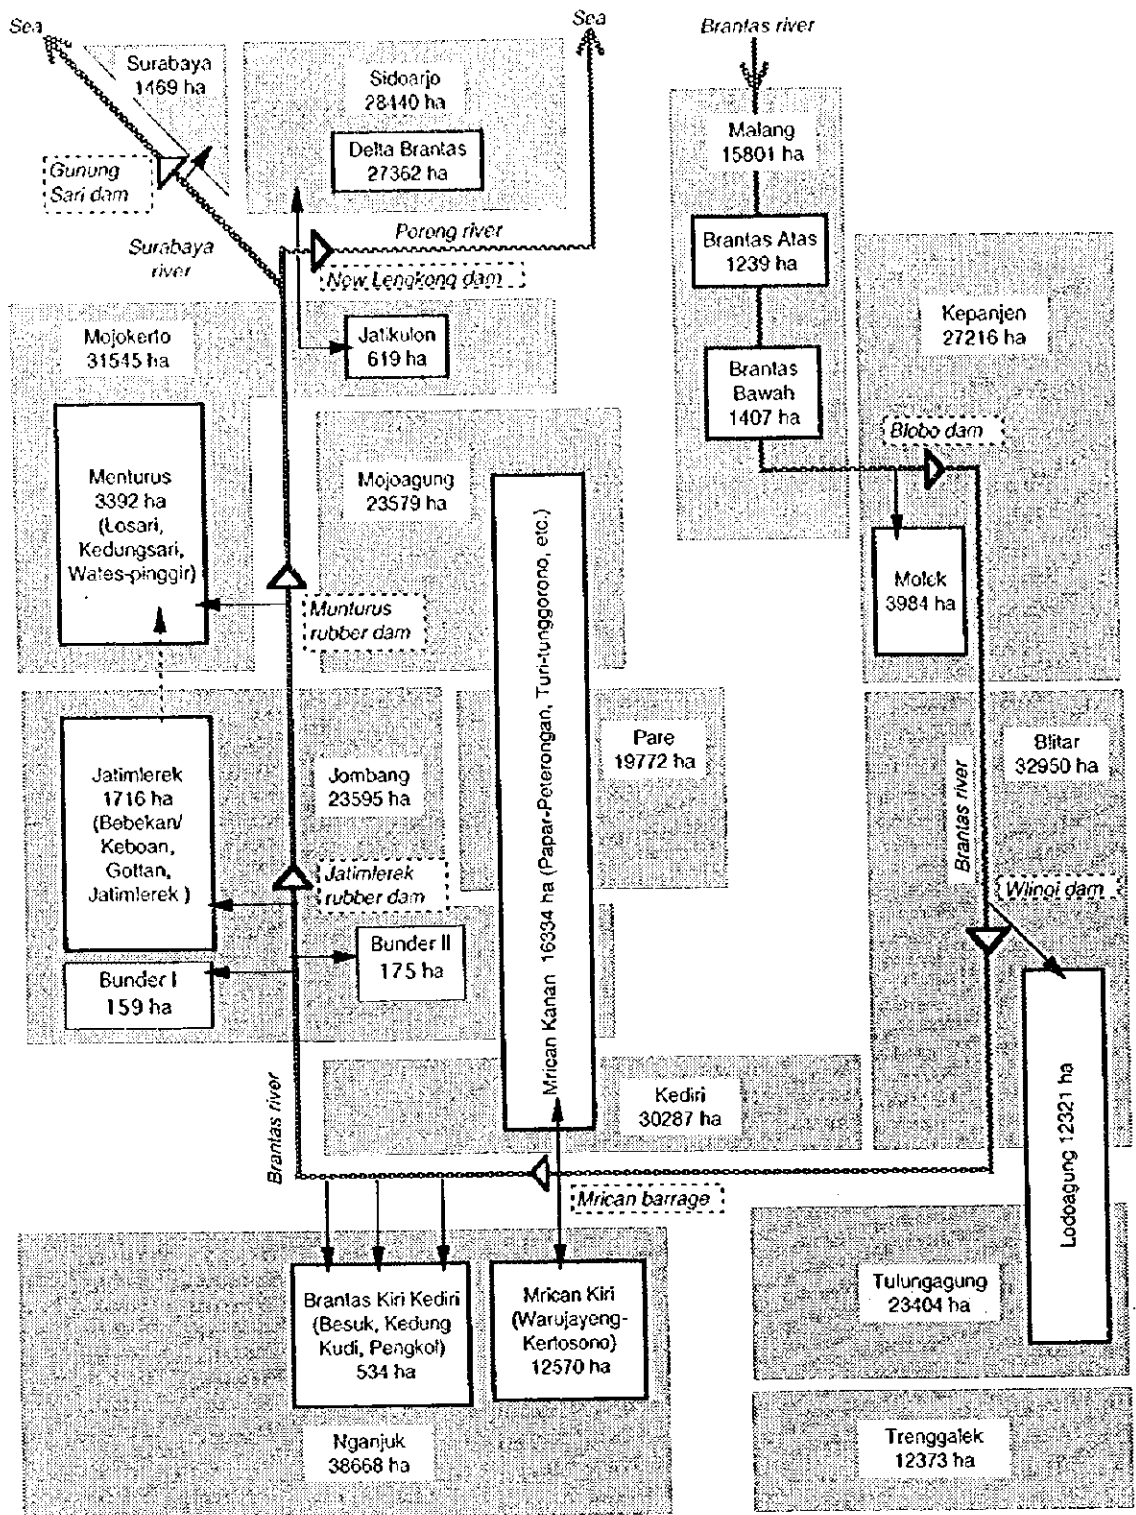 Sea
Sea
Brantas river
Surabaya
1469 ha
Sidoarjo
28440 ha
Delta Brantas
27362 ha
Malang
15801 ha
Gunung
Sari dam
Surabaya
river
Porong river
New Lengkong dam
Brantas Atas
1239 ha
Kepanjen
27216 ha
Mojokerto
31545 ha
Jatikulon
619 ha
Brantas
Bawah
1407 ha
Blobo dam
Menturus
3392 ha
(Losari,
Kedungsari,
Wates-pinggir)
Mojoagung
23579 ha
Mrican Kanan 16334 ha (Papar-Peterongan, Turi-tunggorono, etc.)
Molek
3984 ha
Munturus
rubber dam
Jatimlerek
1716 ha
(Bebekan/
Keboan,
Gottan,
Jatimlerek )
Jombang
23595 ha
Pare
19772 ha
Brantas river
Blitar
32950 ha
Jatimlerek
rubber dam
Wlingi dam
Bunder I
159 ha
Bunder II
175 ha
Brantas river
Kediri
30287 ha
Lodoagung 12321 ha
Mrican barrage
Brantas Kiri Kediri
(Besuk, Kedung
Kudi, Pengkol)
534 ha
Mrican Kiri
(Warujayeng-
Kertosono)
12570 ha
Tulungagung
23404 ha
Nganjuk
38668 ha
Trenggalek
12373 ha